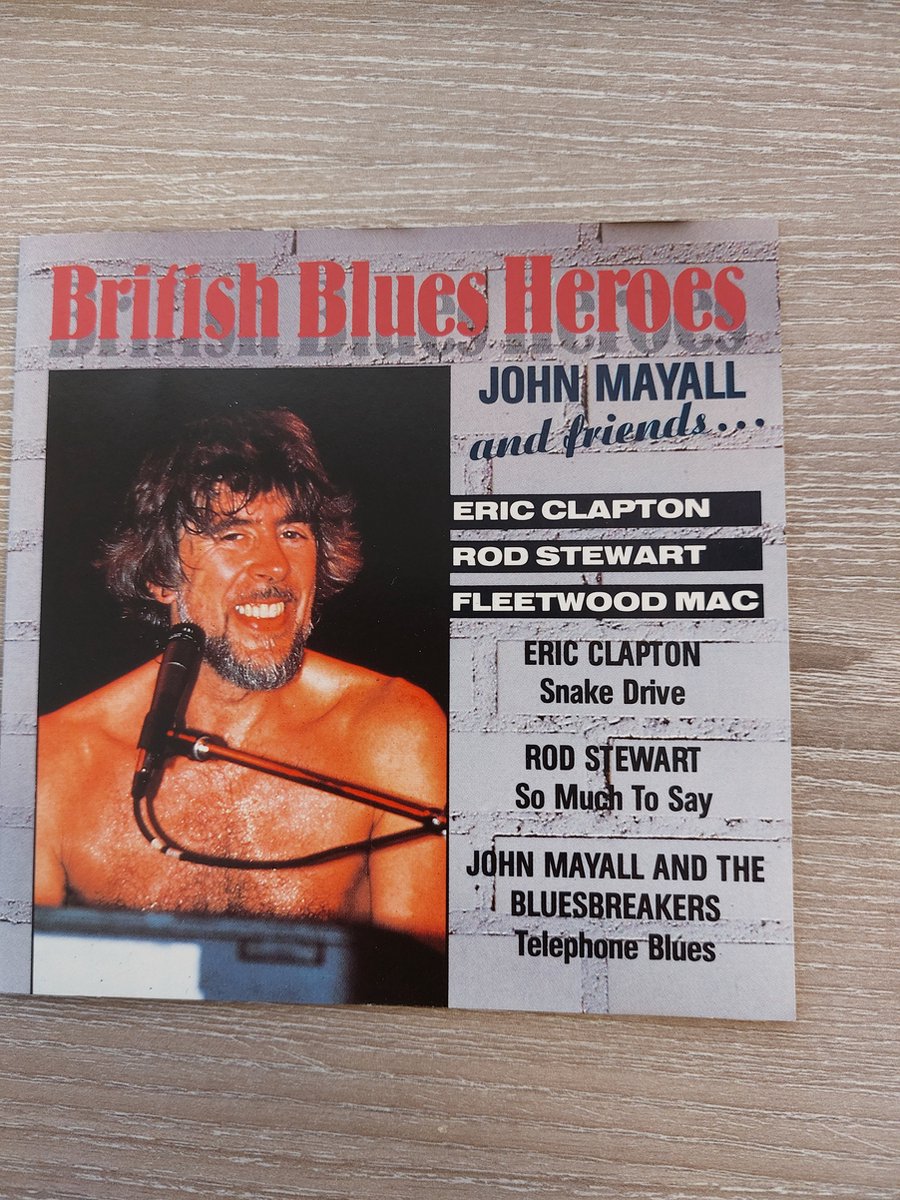 British Blues Heroes
JOHN MAYALL
and friends...
ERIC CLAPTON
ROD STEWART
FLEETWOOD MAC
ERIC CLAPTON
Snake Drive
ROD STEWART
So Much To Say
JOHN MAYALL AND THE
BLUESBREAKERS
Telephone Blues